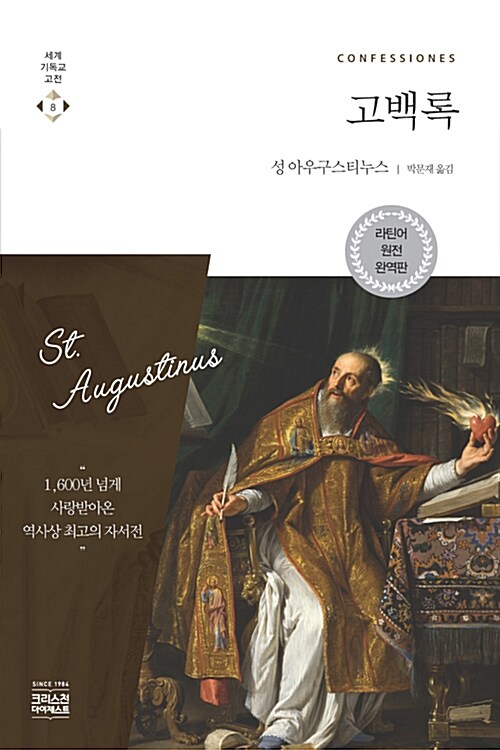 세계
기독교
고전
8
CONFESSIONES
고백록
성 아우구스티누스 | 박문재 옮김
라틴어
원전
완역판
St.
Augustinus
“
1,600년 넘게
사랑받아온
역사상 최고의 자서전
”
SINCE 1984
크리스천
다이제스트